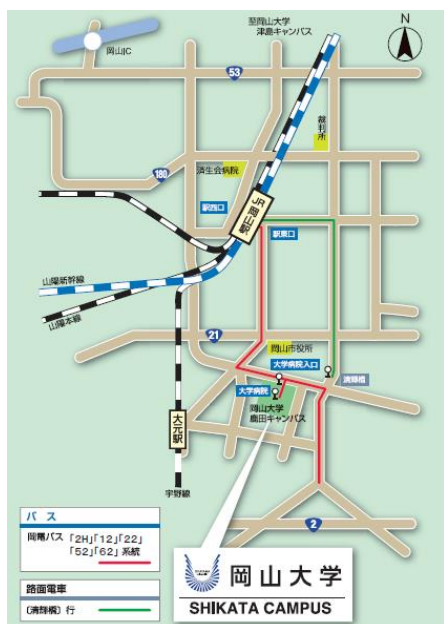 至岡山大学
津島キャンパス
N
岡山IC
53
裁判所
180
済生会病院
駅西口
JR岡山駅
駅東口
山陽新幹線
山陽本線
21
岡山市役所
大学病院入口
清輝橋
大学病院
岡山大学
鹿田キャンパス
大元駅
宇野線
2
バス
岡電バス 「2H」「12」「22」
「52」「62」系統
路面電車
〔清輝橋〕行
岡山大学
SHIKATA CAMPUS